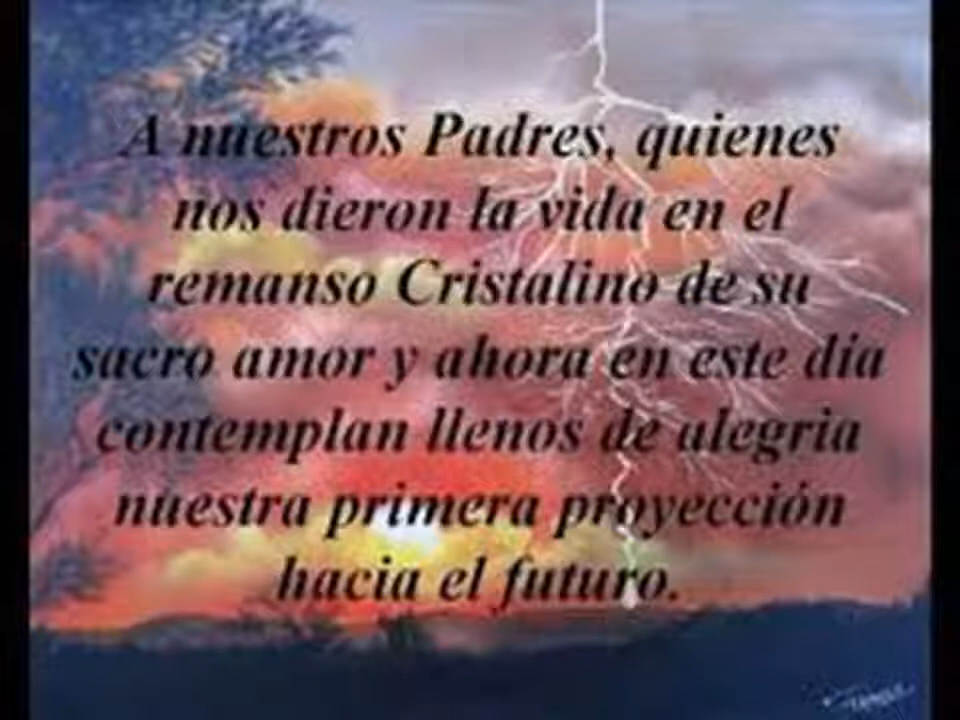 A nuestros Padres, quienes
nos dieron la vida en el
remanso Cristalino de su
sacro amor y ahora en este día
contemplan llenos de alegria
nuestra primera proyección
hacia el futuro.